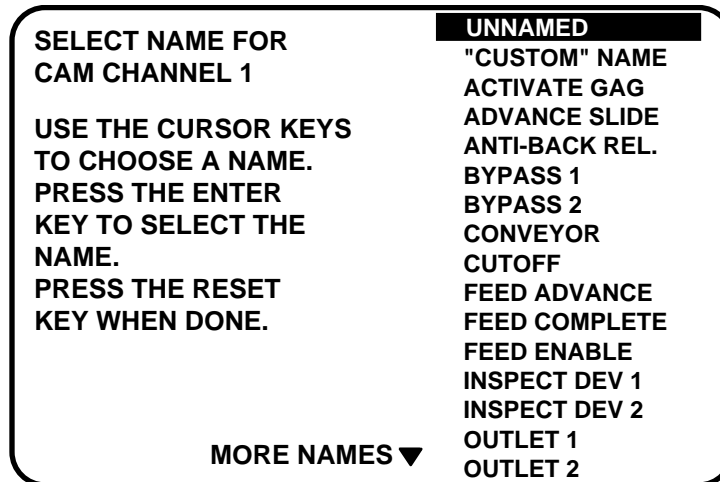 SELECT NAME FOR
CAM CHANNEL 1
USE THE CURSOR KEYS
TO CHOOSE A NAME.
PRESS THE ENTER
KEY TO SELECT THE
NAME.
PRESS THE RESET
KEY WHEN DONE.
MORE NAMES
UNNAMED
"CUSTOM" NAME
ACTIVATE GAG
ADVANCE SLIDE
ANTI-BACK REL.
BYPASS 1
BYPASS 2
CONVEYOR
CUTOFF
FEED ADVANCE
FEED COMPLETE
FEED ENABLE
INSPECT DEV 1
INSPECT DEV 2
OUTLET 1
OUTLET 2